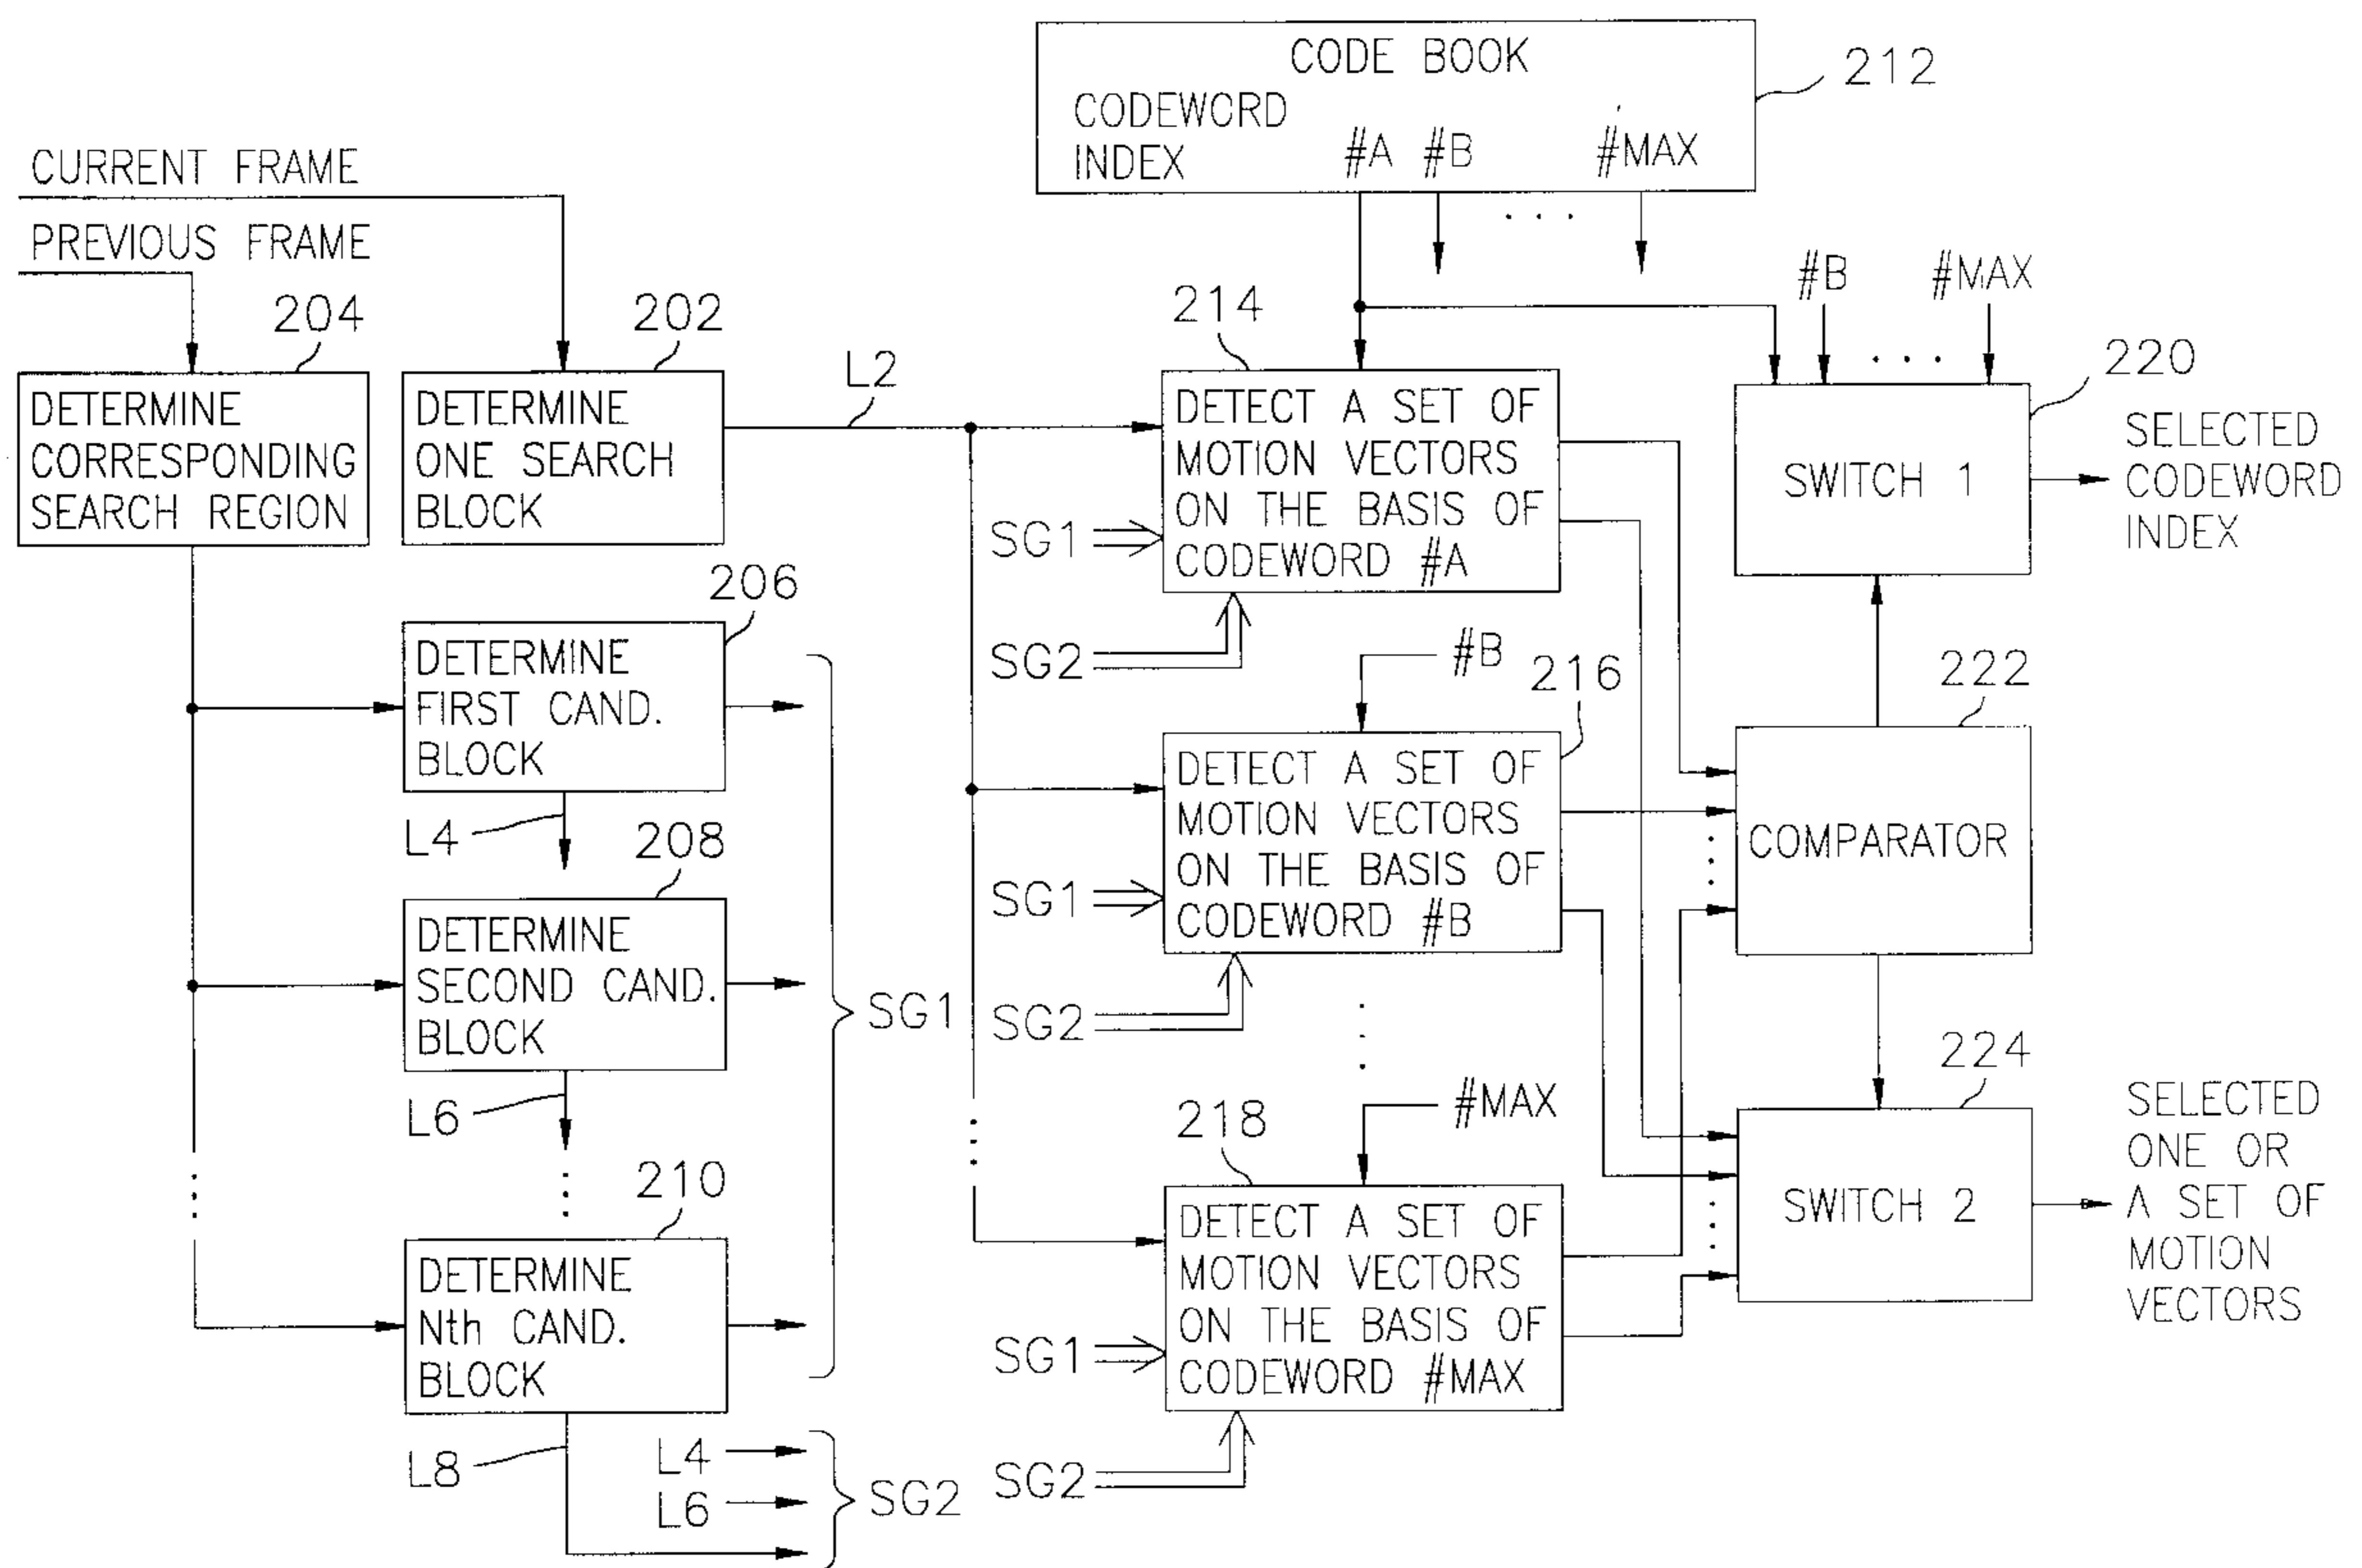 CODE BOOK
CODEWORD
INDEX
#A
#B
#MAX
212
CURRENT FRAME
PREVIOUS FRAME
204
202
DETERMINE
CORRESPONDING
SEARCH REGION
DETERMINE
ONE SEARCH
BLOCK
L2
206
DETERMINE
FIRST CAND.
BLOCK
L4
208
DETERMINE
SECOND CAND.
BLOCK
L6
210
DETERMINE
Nth CAND.
BLOCK
L8
SG1
L4
L6
SG2
214
DETECT A SET OF
MOTION VECTORS
ON THE BASIS OF
CODEWORD #A
SG1
SG2
#B
216
DETECT A SET OF
MOTION VECTORS
ON THE BASIS OF
CODEWORD #B
SG1
SG2
#MAX
218
DETECT A SET OF
MOTION VECTORS
ON THE BASIS OF
CODEWORD #MAX
SG1
SG2
#B
#MAX
220
SWITCH 1
SELECTED
CODEWORD
INDEX
222
COMPARATOR
224
SWITCH 2
SELECTED
ONE OR
A SET OF
MOTION
VECTORS